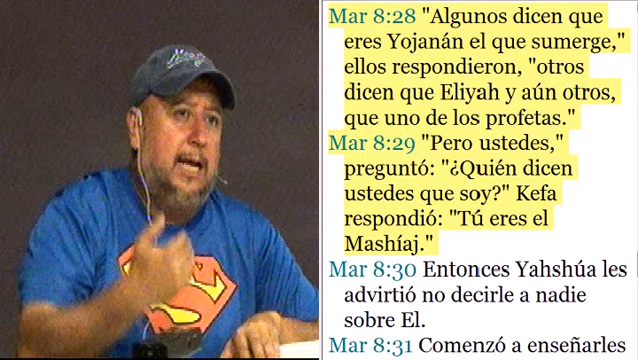 Mar 8:28 "Algunos dicen que
eres Yojanán el que sumerge,"
ellos respondieron, "otros
dicen que Eliyah y aún otros,
que uno de los profetas."
Mar 8:29 "Pero ustedes,"
preguntó: "¿Quién dicen
ustedes que soy?" Kefa
respondió: "Tú eres el
Mashíaj."
Mar 8:30 Entonces Yahshúa les
advirtió no decirle a nadie
sobre El.
Mar 8:31 Comenzó a enseñarles